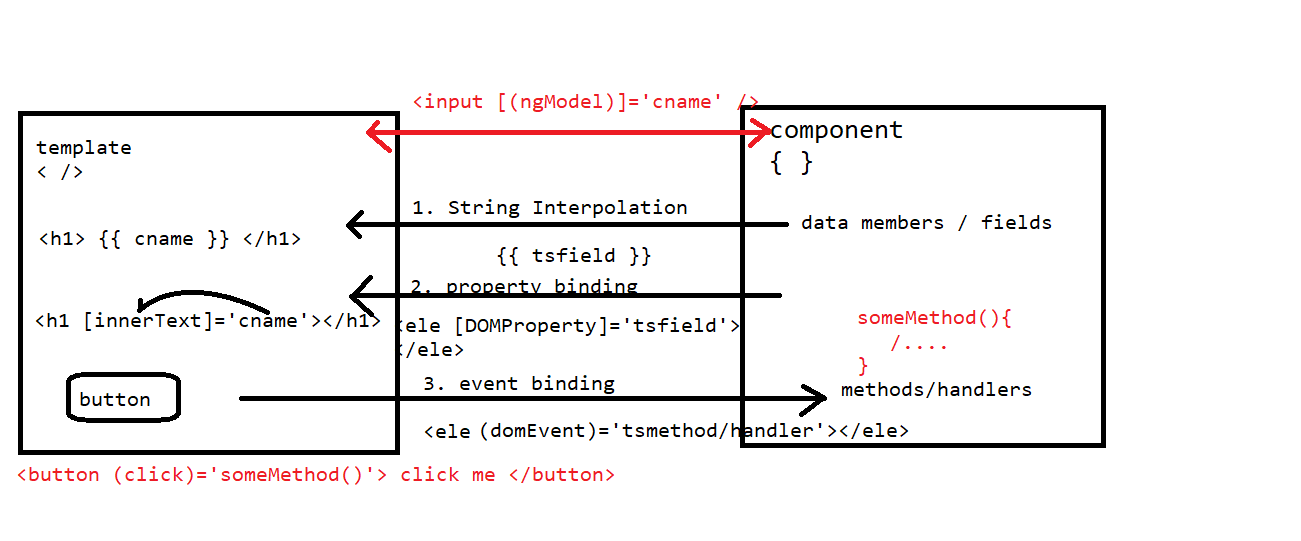 <input [(ngModel)]='cname' />
template
< />
<h1> {{ cname }} </h1>
<h1 [innerText]='cname'></h1>
button
1. String Interpolation
{{ tsfield }}
2. property binding
<ele [DOMProperty]='tsfield'>
</ele>
3. event binding
<ele (domEvent)='tsmethod/handler'></ele>
component
{ }
data members / fields
someMethod(){
/....
}
methods/handlers
<button (click)='someMethod()'> click me </button>